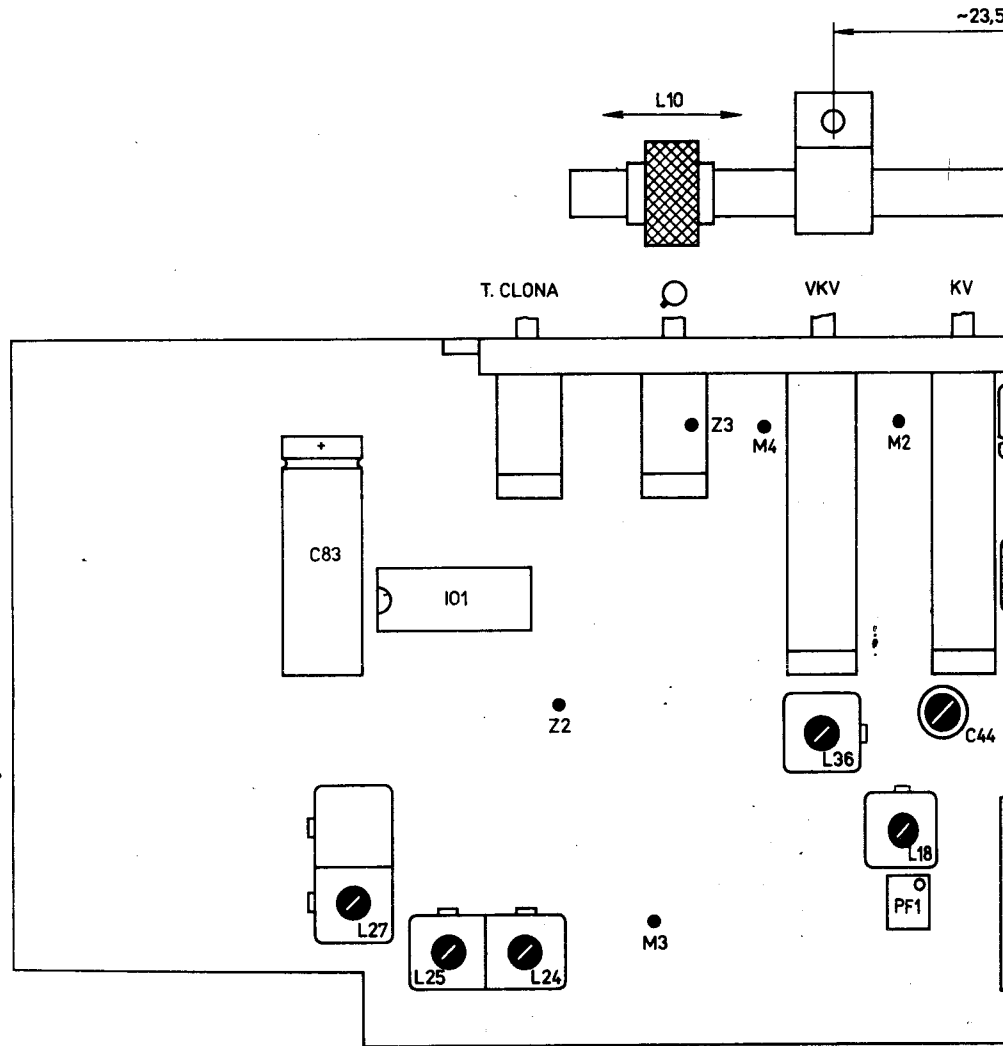 ~23,5
L10
T. CLONA
VKV
KV
Z3
M4
M2
+
C83
IO1
Z2
C44
L36
L18
PF1
L27
M3
L25
L24